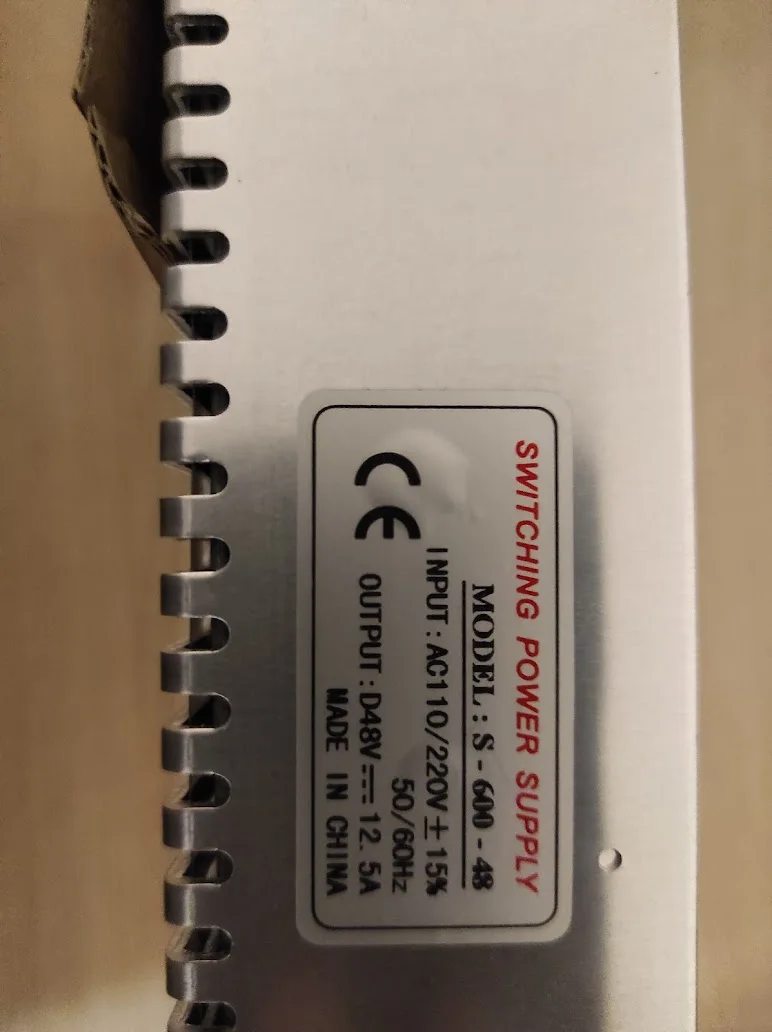 SWITCHING POWER SUPPLY
MODEL : S - 600 - 48
INPUT : AC110/220V ± 15%
50/60Hz
OUTPUT : D48V⎓12. 5A
MADE IN CHINA
CE